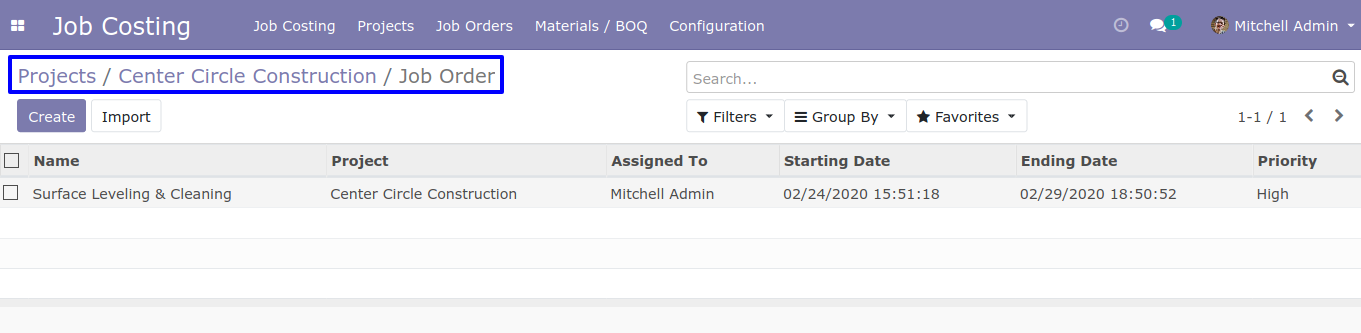 Job Costing Job Costing Projects Job Orders Materials / BOQ Configuration 1 Mitchell Admin
Projects / Center Circle Construction / Job Order
Search...
Create Import Filters Group By Favorites 1-1 / 1
Name Project Assigned To Starting Date Ending Date Priority
Surface Leveling & Cleaning Center Circle Construction Mitchell Admin 02/24/2020 15:51:18 02/29/2020 18:50:52 High